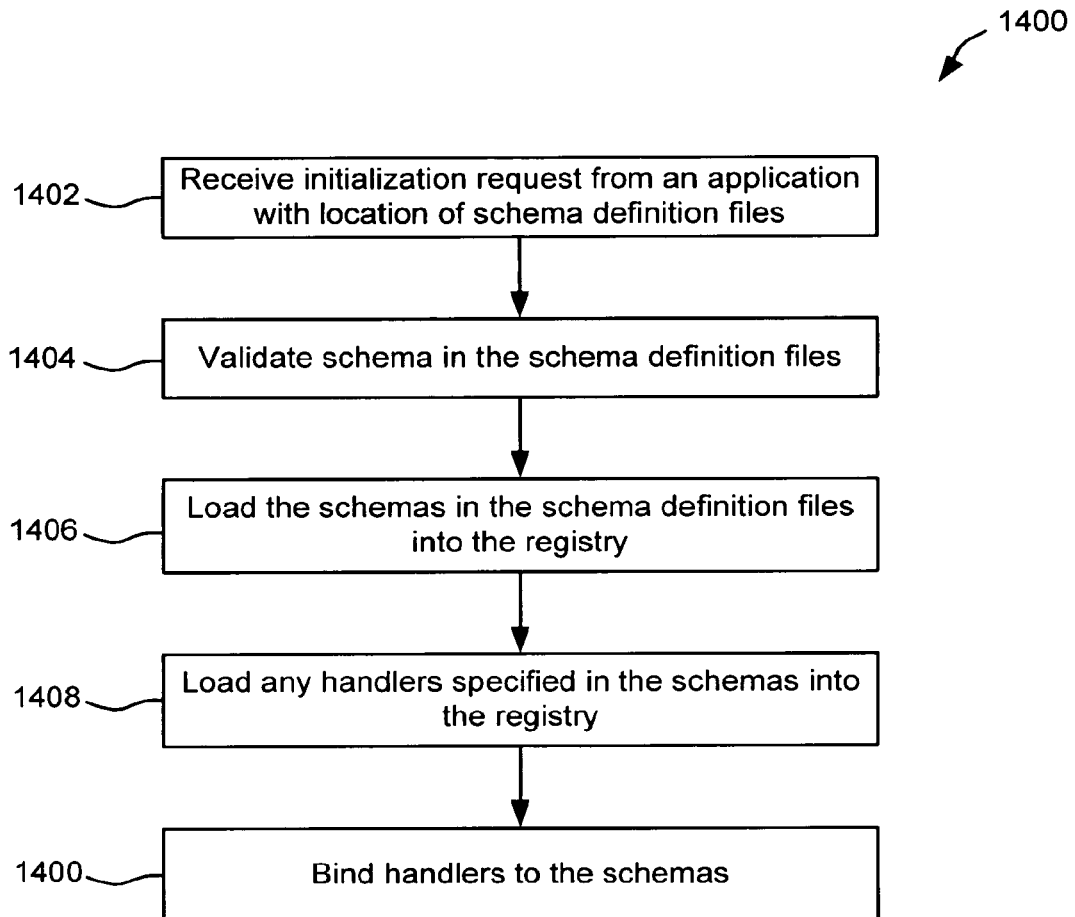 1400
1402
Receive initialization request from an application
with location of schema definition files
1404
Validate schema in the schema definition files
1406
Load the schemas in the schema definition files
into the registry
1408
Load any handlers specified in the schemas into
the registry
1400
Bind handlers to the schemas